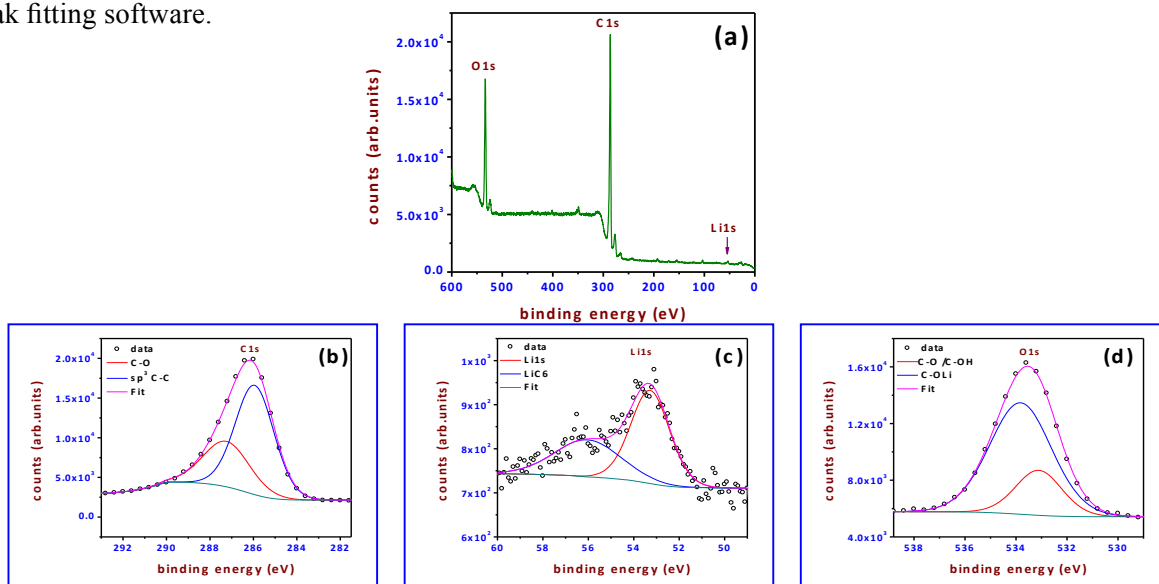 ak fitting software.
(a)
C1s
O1s
Li1s
counts (arb.units)
2.0x10⁴
1.5x10⁴
1.0x10⁴
5.0x10³
0.0
600 500 400 300 200 100 0
binding energy (eV)
(b)
C1s
data
C-O
sp³ C-C
Fit
counts (arb.units)
2.0x10⁴
1.5x10⁴
1.0x10⁴
5.0x10³
0.0
292 290 288 286 284 282
binding energy (eV)
(c)
Li1s
data
Li1s
LiC6
Fit
counts (arb.units)
1x10³
9x10²
8x10²
7x10²
6x10²
60 58 56 54 52 50
binding energy (eV)
(d)
O1s
data
C-O /C-OH
C-OLi
Fit
counts (arb.units)
1.6x10⁴
1.2x10⁴
8.0x10³
4.0x10³
538 536 534 532 530
binding energy (eV)